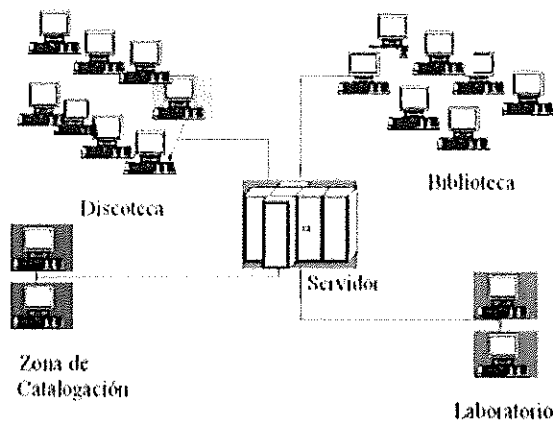 Discoteca
Biblioteca
Servidor
Zona de
Catalogación
Laboratorio